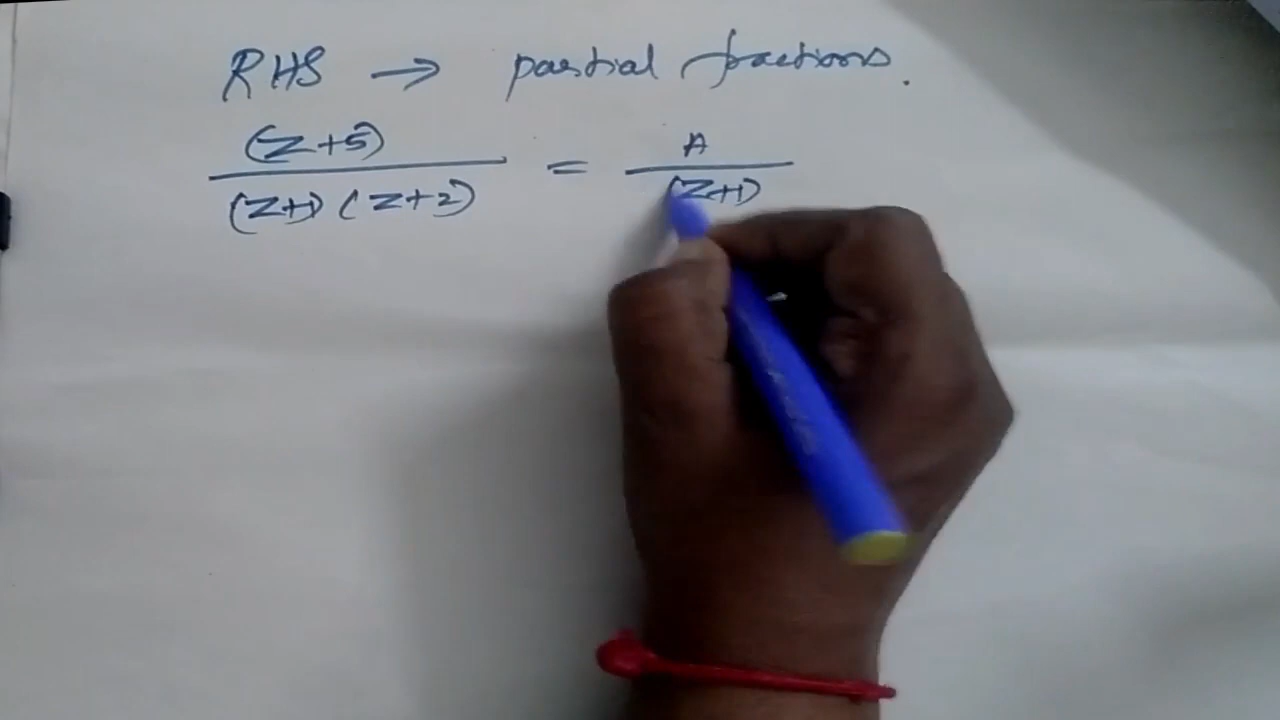 RHS → partial fractions.
(Z+5) / (Z+1)(Z+2) = A / (Z+1)